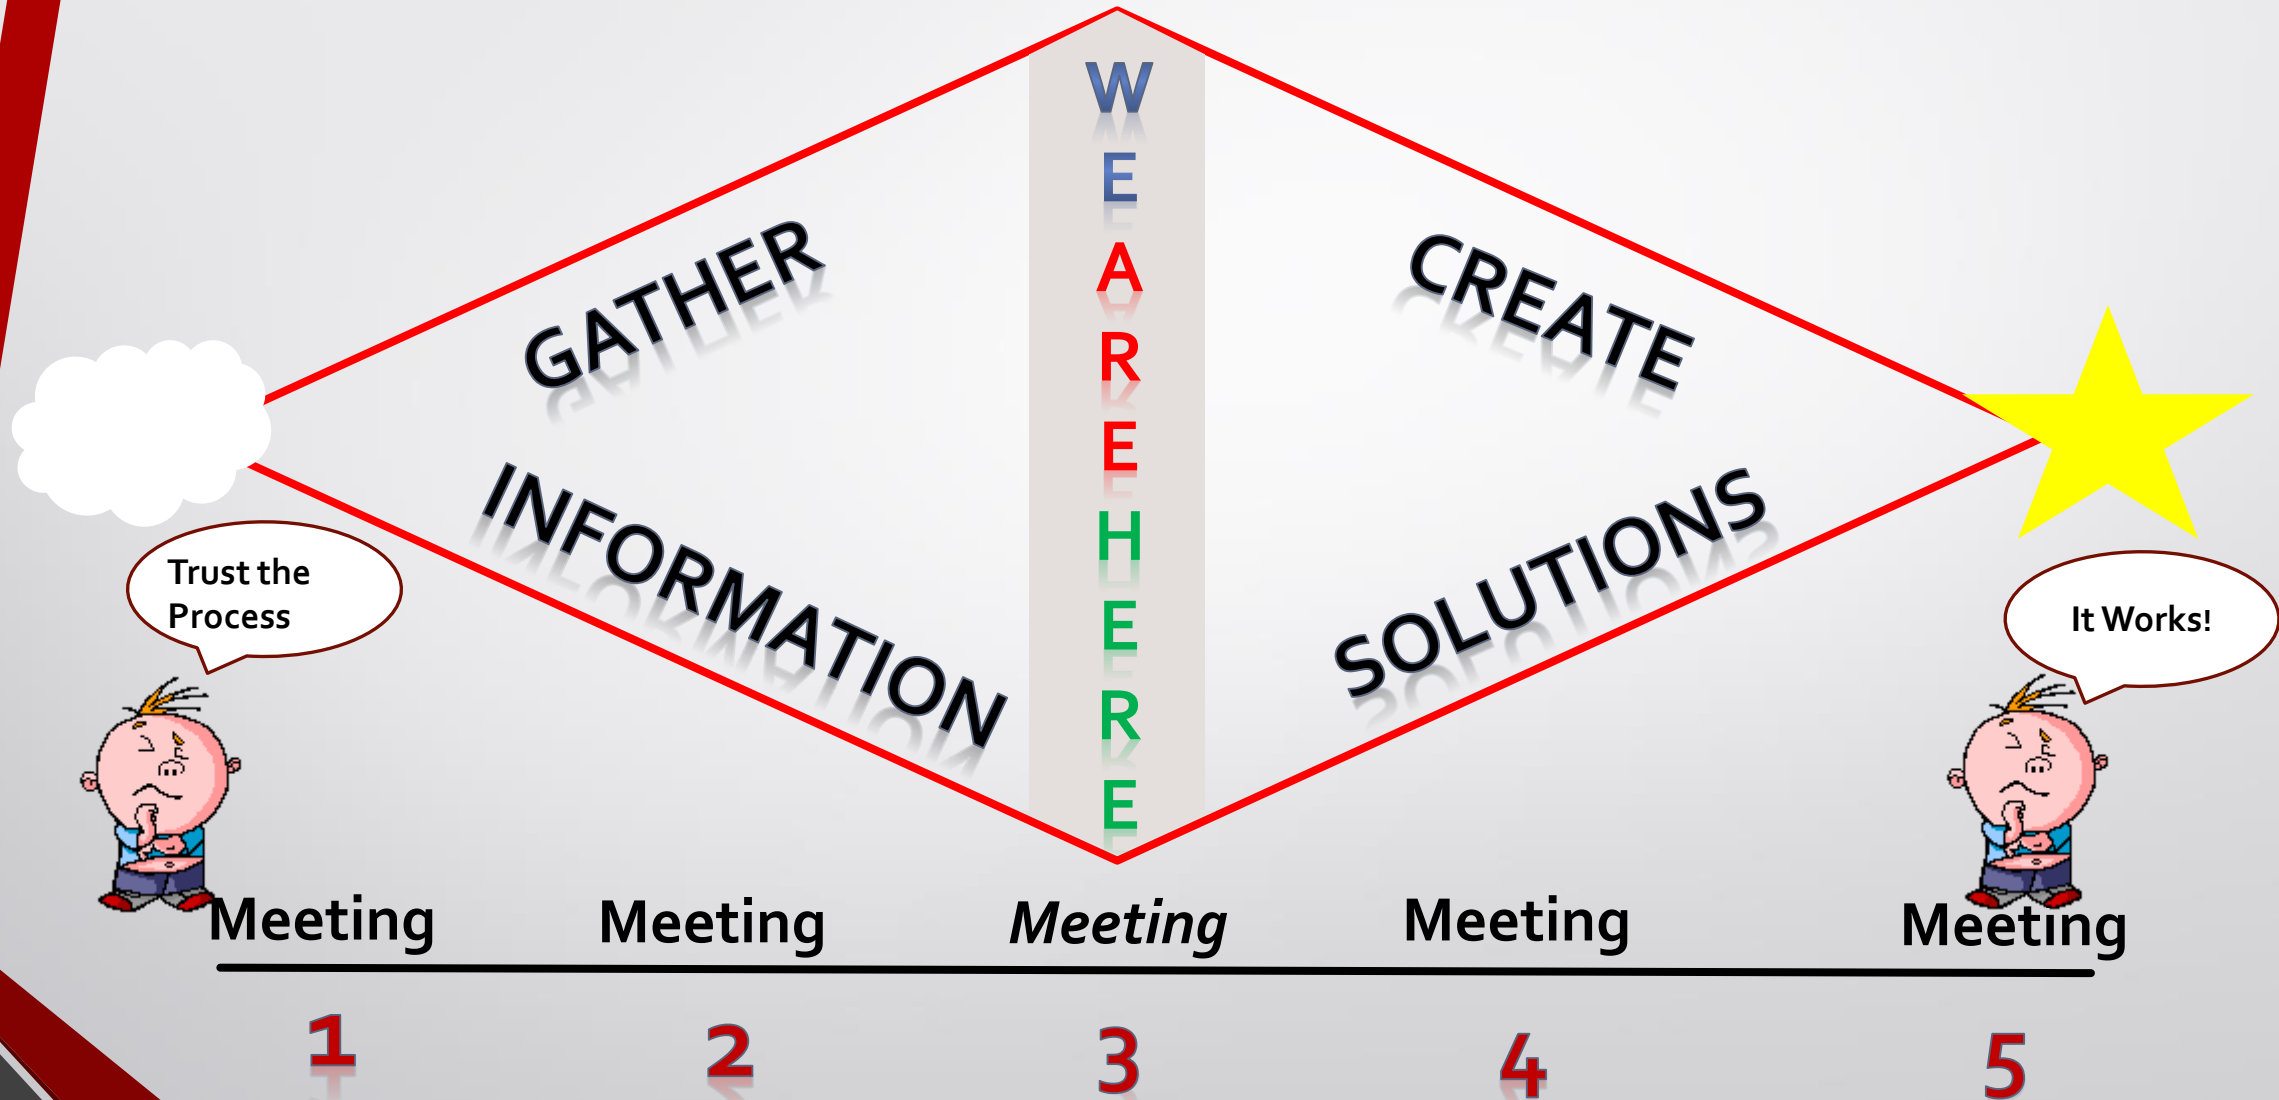 GATHER
INFORMATION
W
E
A
R
E
H
E
R
E
CREATE
SOLUTIONS
Trust the
Process
It Works!
Meeting
Meeting
Meeting
Meeting
Meeting
1
2
3
4
5